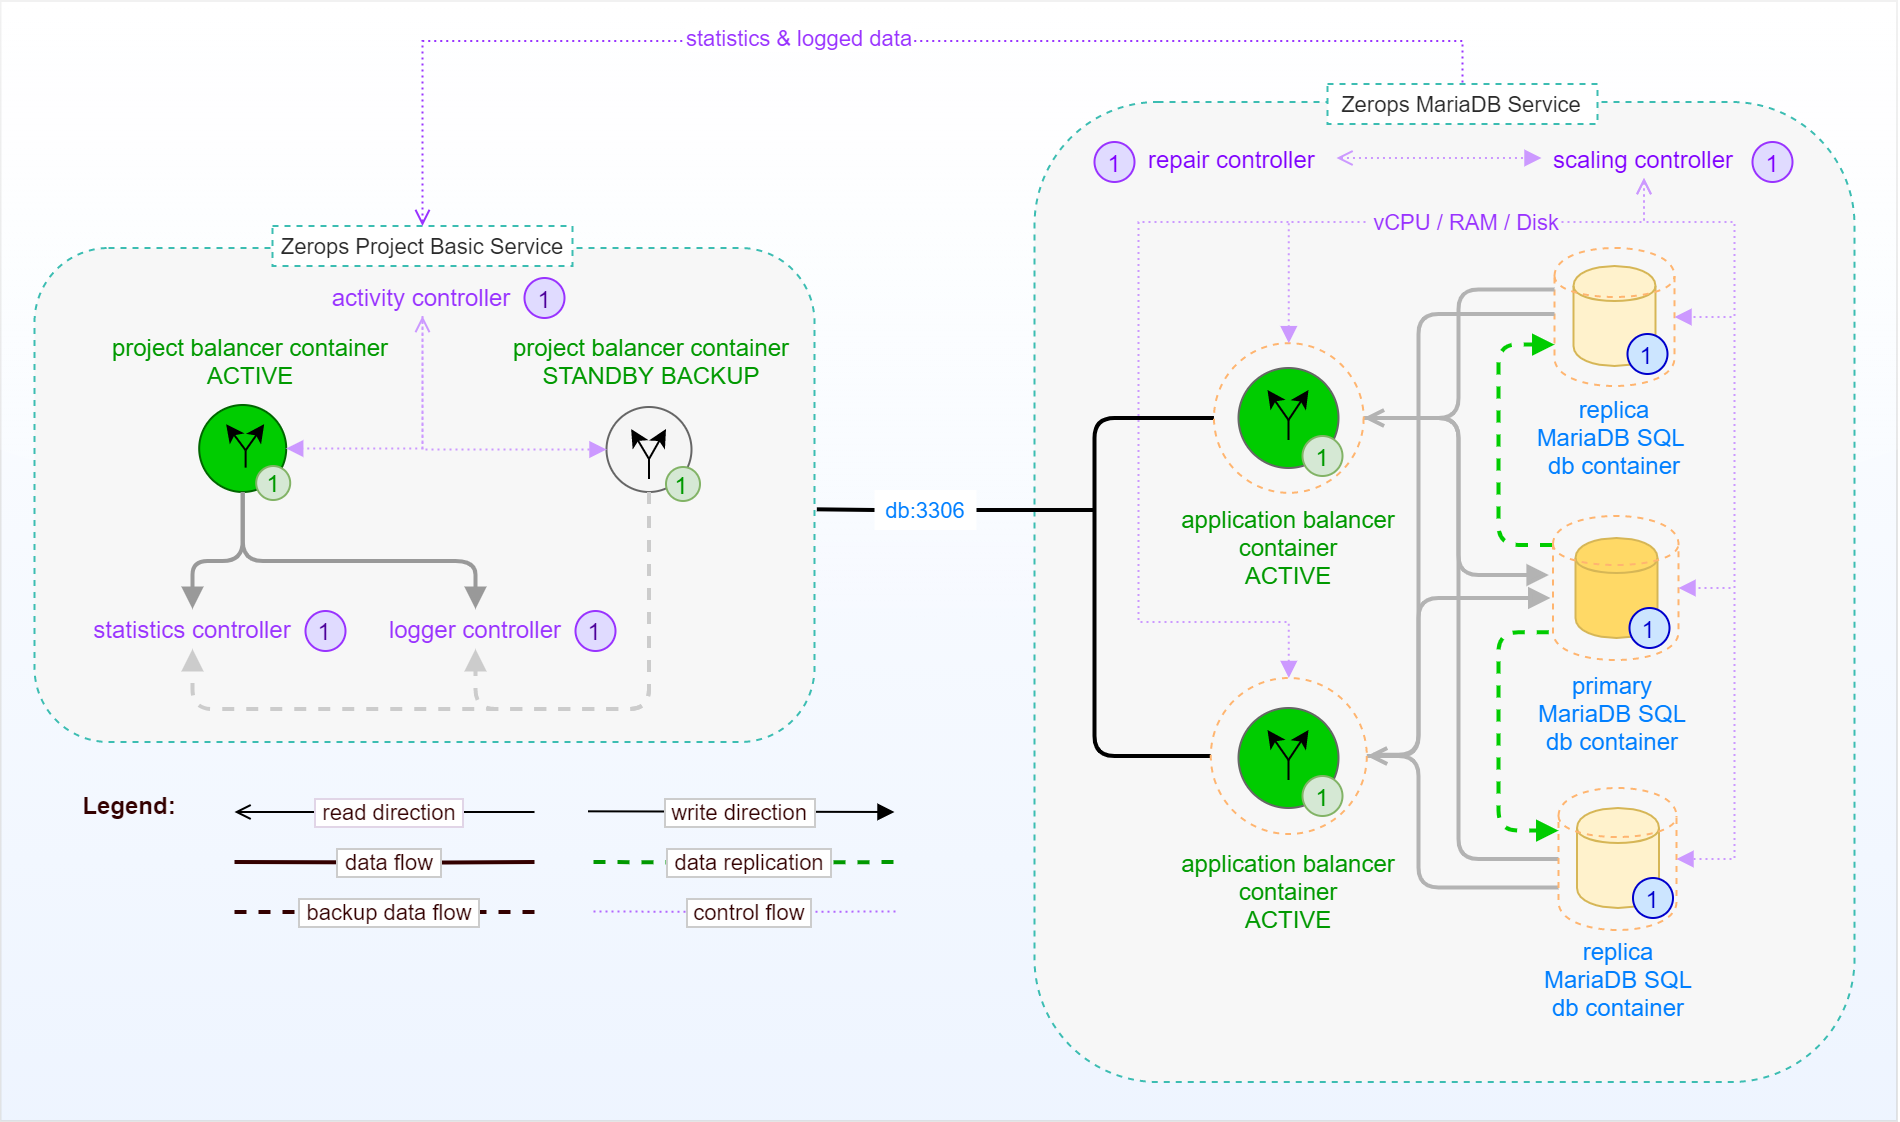 statistics & logged data
Zerops MariaDB Service
1
repair controller
scaling controller
1
vCPU / RAM / Disk
Zerops Project Basic Service
activity controller
1
project balancer container
ACTIVE
project balancer container
STANDBY BACKUP
1
1
statistics controller
1
logger controller
1
db:3306
1
application balancer
container
ACTIVE
1
application balancer
container
ACTIVE
1
replica
MariaDB SQL
db container
1
primary
MariaDB SQL
db container
1
replica
MariaDB SQL
db container
Legend:
read direction
write direction
data flow
data replication
backup data flow
control flow